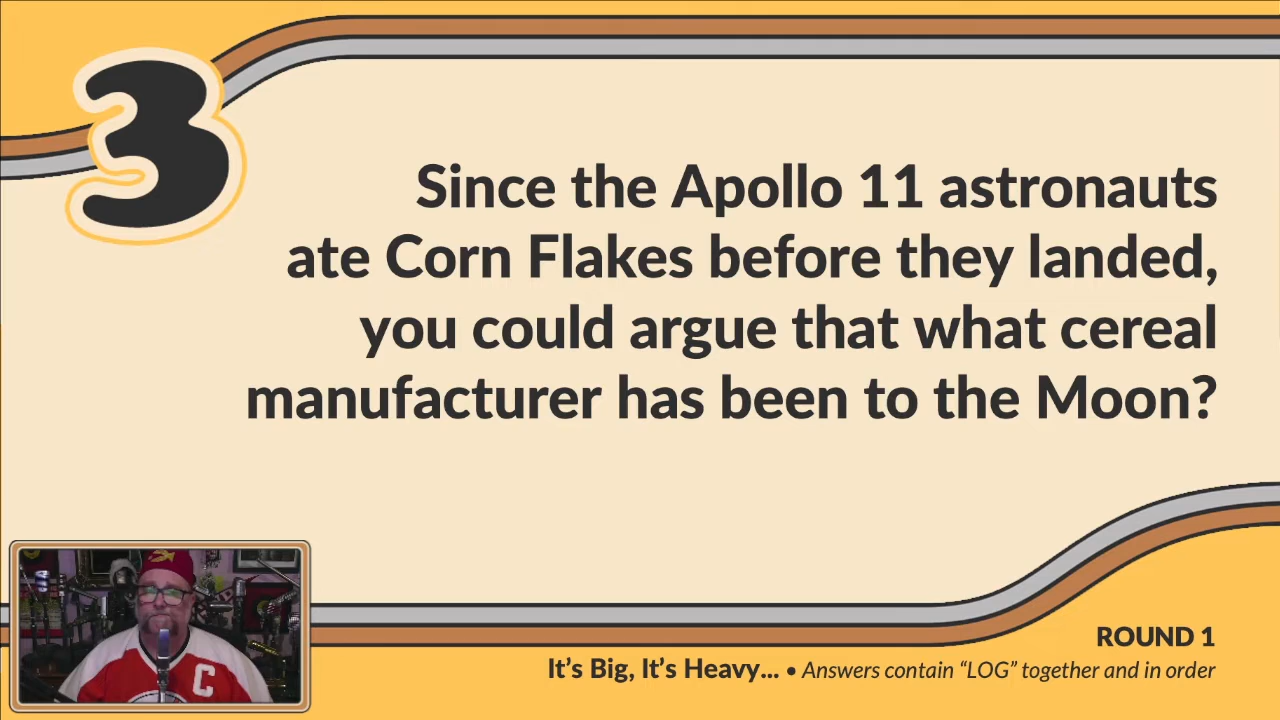 3
Since the Apollo 11 astronauts
ate Corn Flakes before they landed,
you could argue that what cereal
manufacturer has been to the Moon?
C
ROUND 1
It’s Big, It’s Heavy... • Answers contain “LOG” together and in order